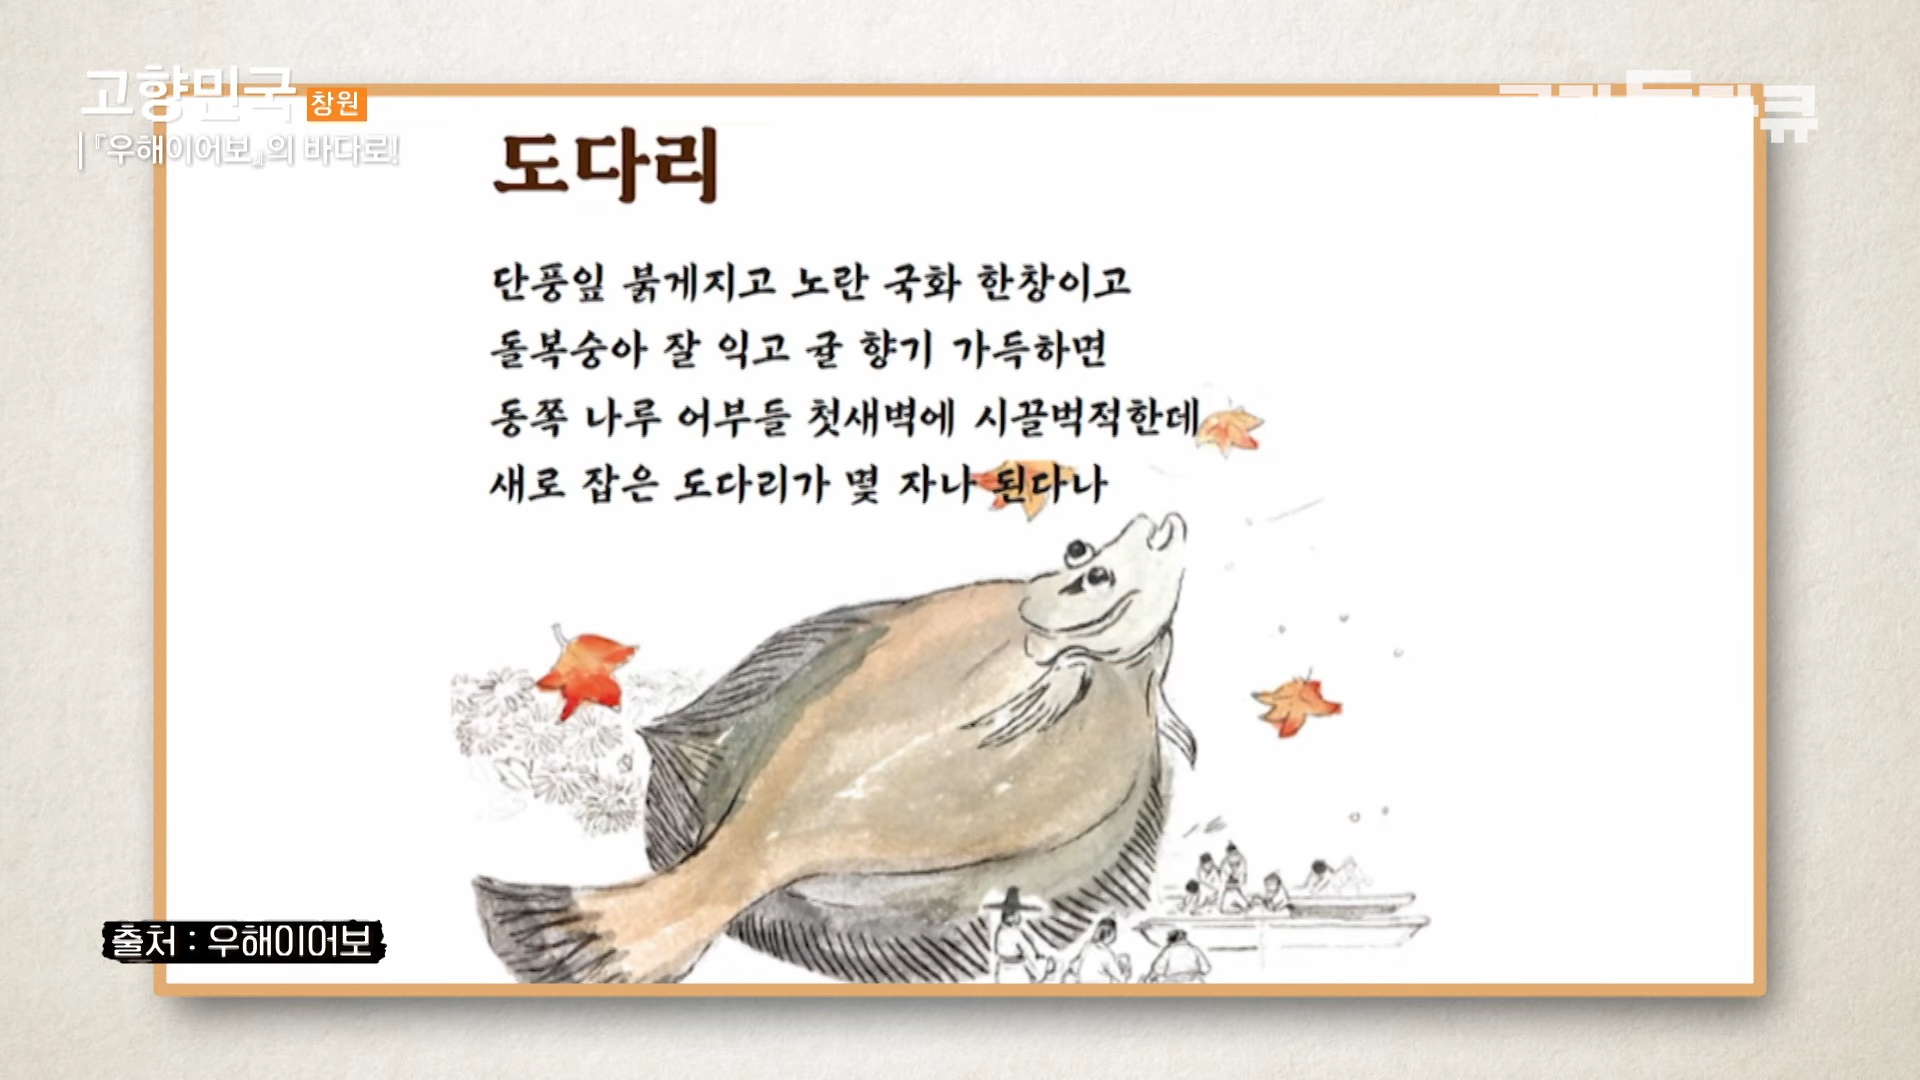 고향민국 창원
『우해이어보』의 바다로!
도다리
단풍잎 붉게지고 노란 국화 한창이고
돌복숭아 잘 익고 귤 향기 가득하면
동쪽 나루 어부들 첫새벽에 시끌벅적한데
새로 잡은 도다리가 몇 자나 된다나
출처 : 우해이어보